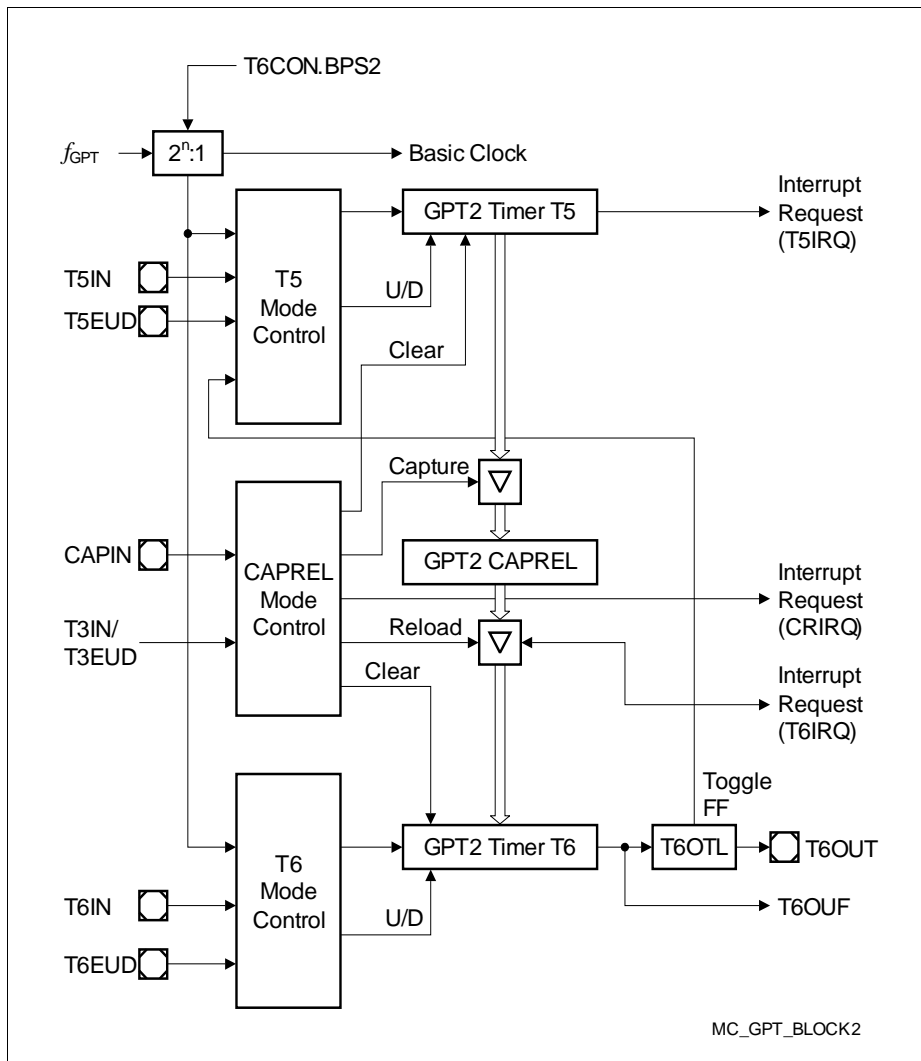 T6CON.BPS2
fGPT
2ⁿ:1
Basic Clock
GPT2 Timer T5
Interrupt
Request
(T5IRQ)
T5IN
T5EUD
T5
Mode
Control
U/D
Clear
Capture
CAPIN
T3IN/
T3EUD
CAPREL
Mode
Control
GPT2 CAPREL
Reload
Clear
Interrupt
Request
(CRIRQ)
Interrupt
Request
(T6IRQ)
Toggle
FF
T6IN
T6EUD
T6
Mode
Control
GPT2 Timer T6
U/D
T6OTL
T6OUT
T6OUF
MC_GPT_BLOCK2